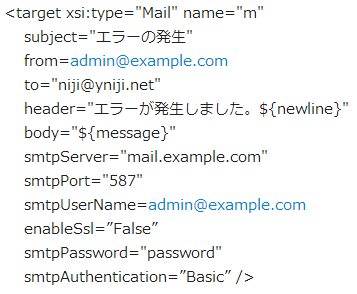 <target xsi:type="Mail" name="m"
subject="エラーの発生"
from=admin@example.com
to="niji@yniji.net"
header="エラーが発生しました。${newline}"
body="${message}"
smtpServer="mail.example.com"
smtpPort="587"
smtpUserName=admin@example.com
enableSsl=”False”
smtpPassword="password"
smtpAuthentication=”Basic” />